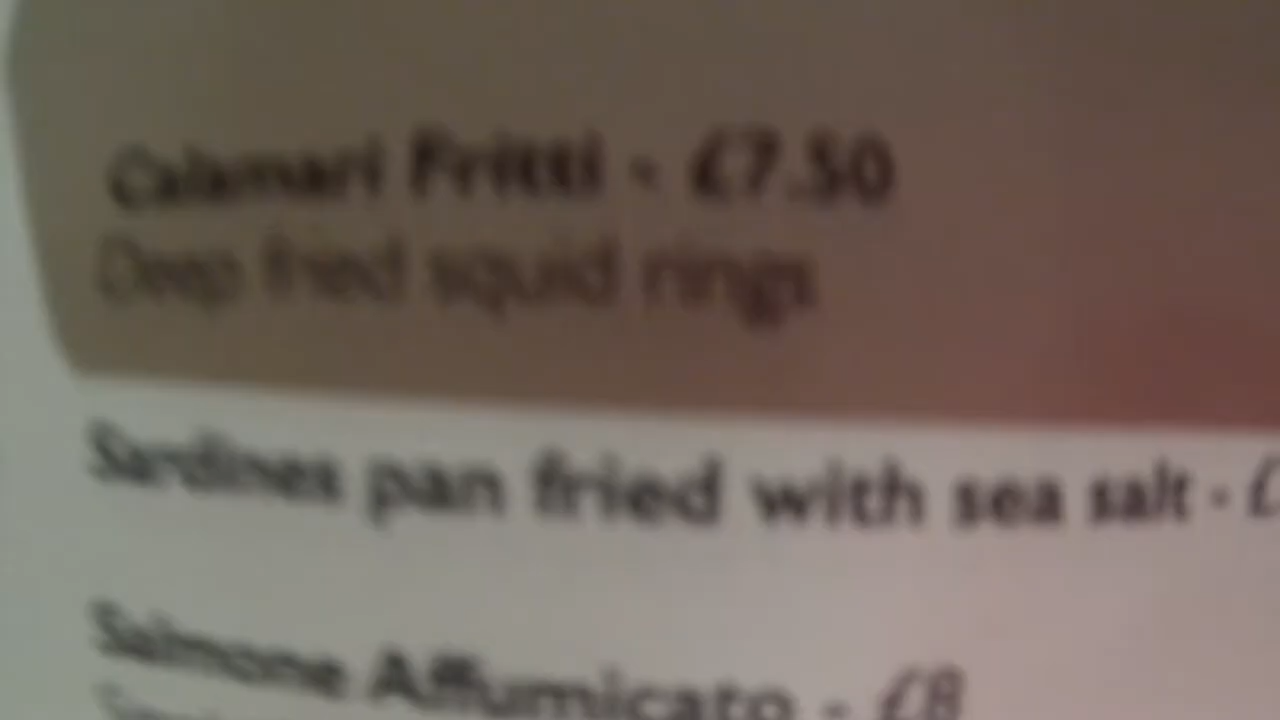 Calamari Fritti - £7.50
Deep fried squid rings
Sardines pan fried with sea salt - £
Salmone Affumicato - £8